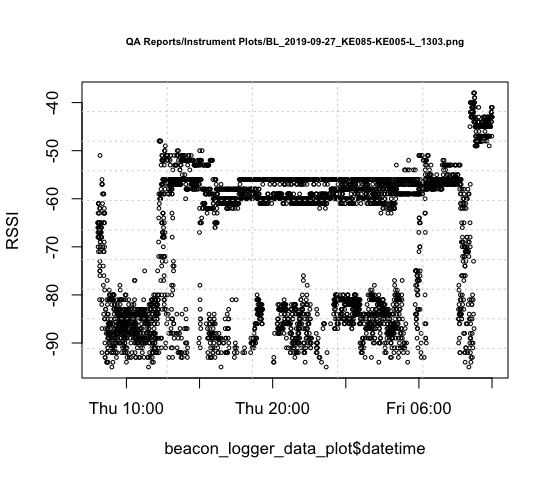 QA Reports/Instrument Plots/BL_2019-09-27_KE085-KE005-L_1303.png
RSSI
-40
-50
-60
-70
-80
-90
Thu 10:00 Thu 20:00 Fri 06:00
beacon_logger_data_plot$datetime